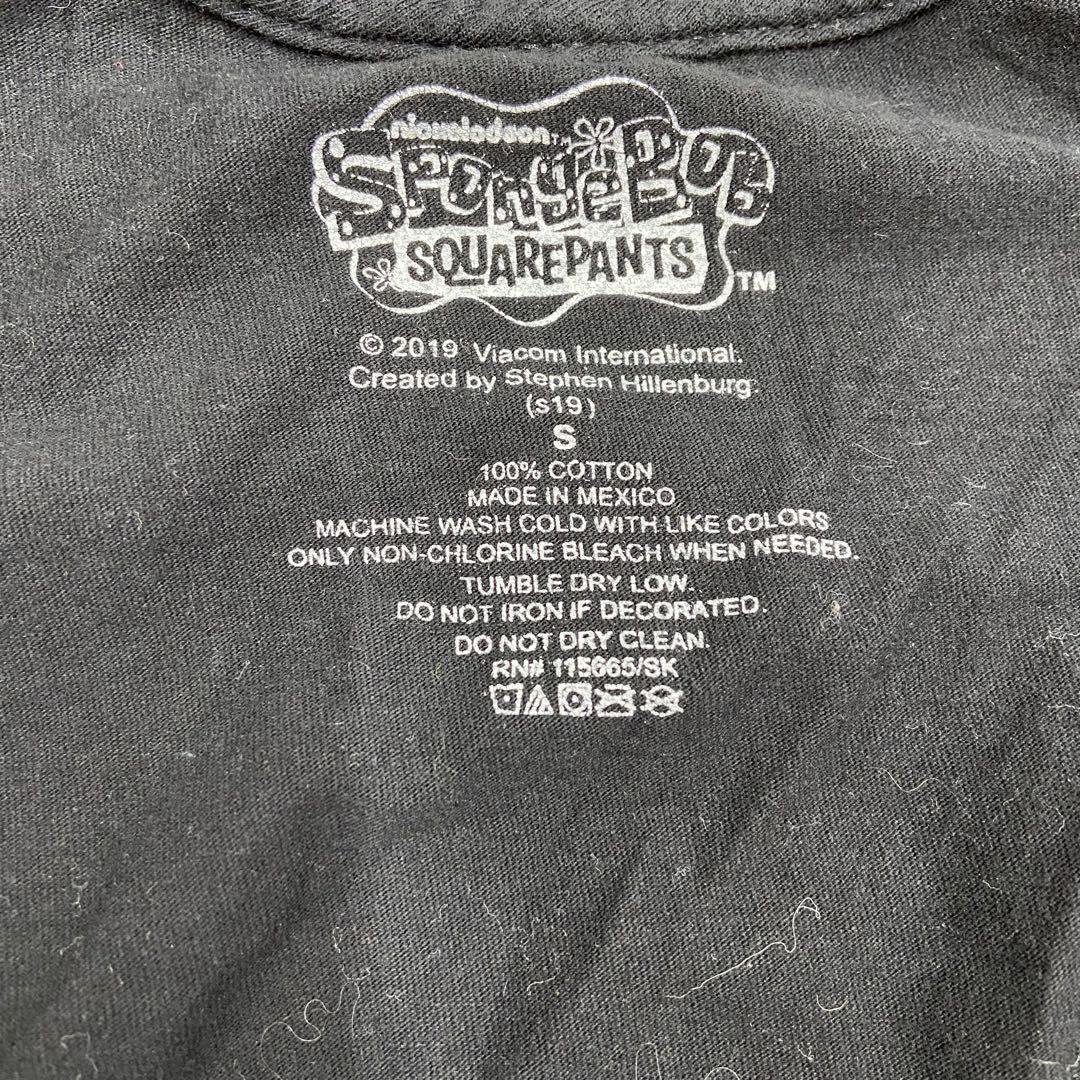 nickelodeon™
SpongeBob
SQUAREPANTS ™
© 2019 Viacom International.
Created by Stephen Hillenburg.
(s19)
S
100% COTTON
MADE IN MEXICO
MACHINE WASH COLD WITH LIKE COLORS
ONLY NON-CHLORINE BLEACH WHEN NEEDED.
TUMBLE DRY LOW.
DO NOT IRON IF DECORATED.
DO NOT DRY CLEAN.
RN# 115665/SK